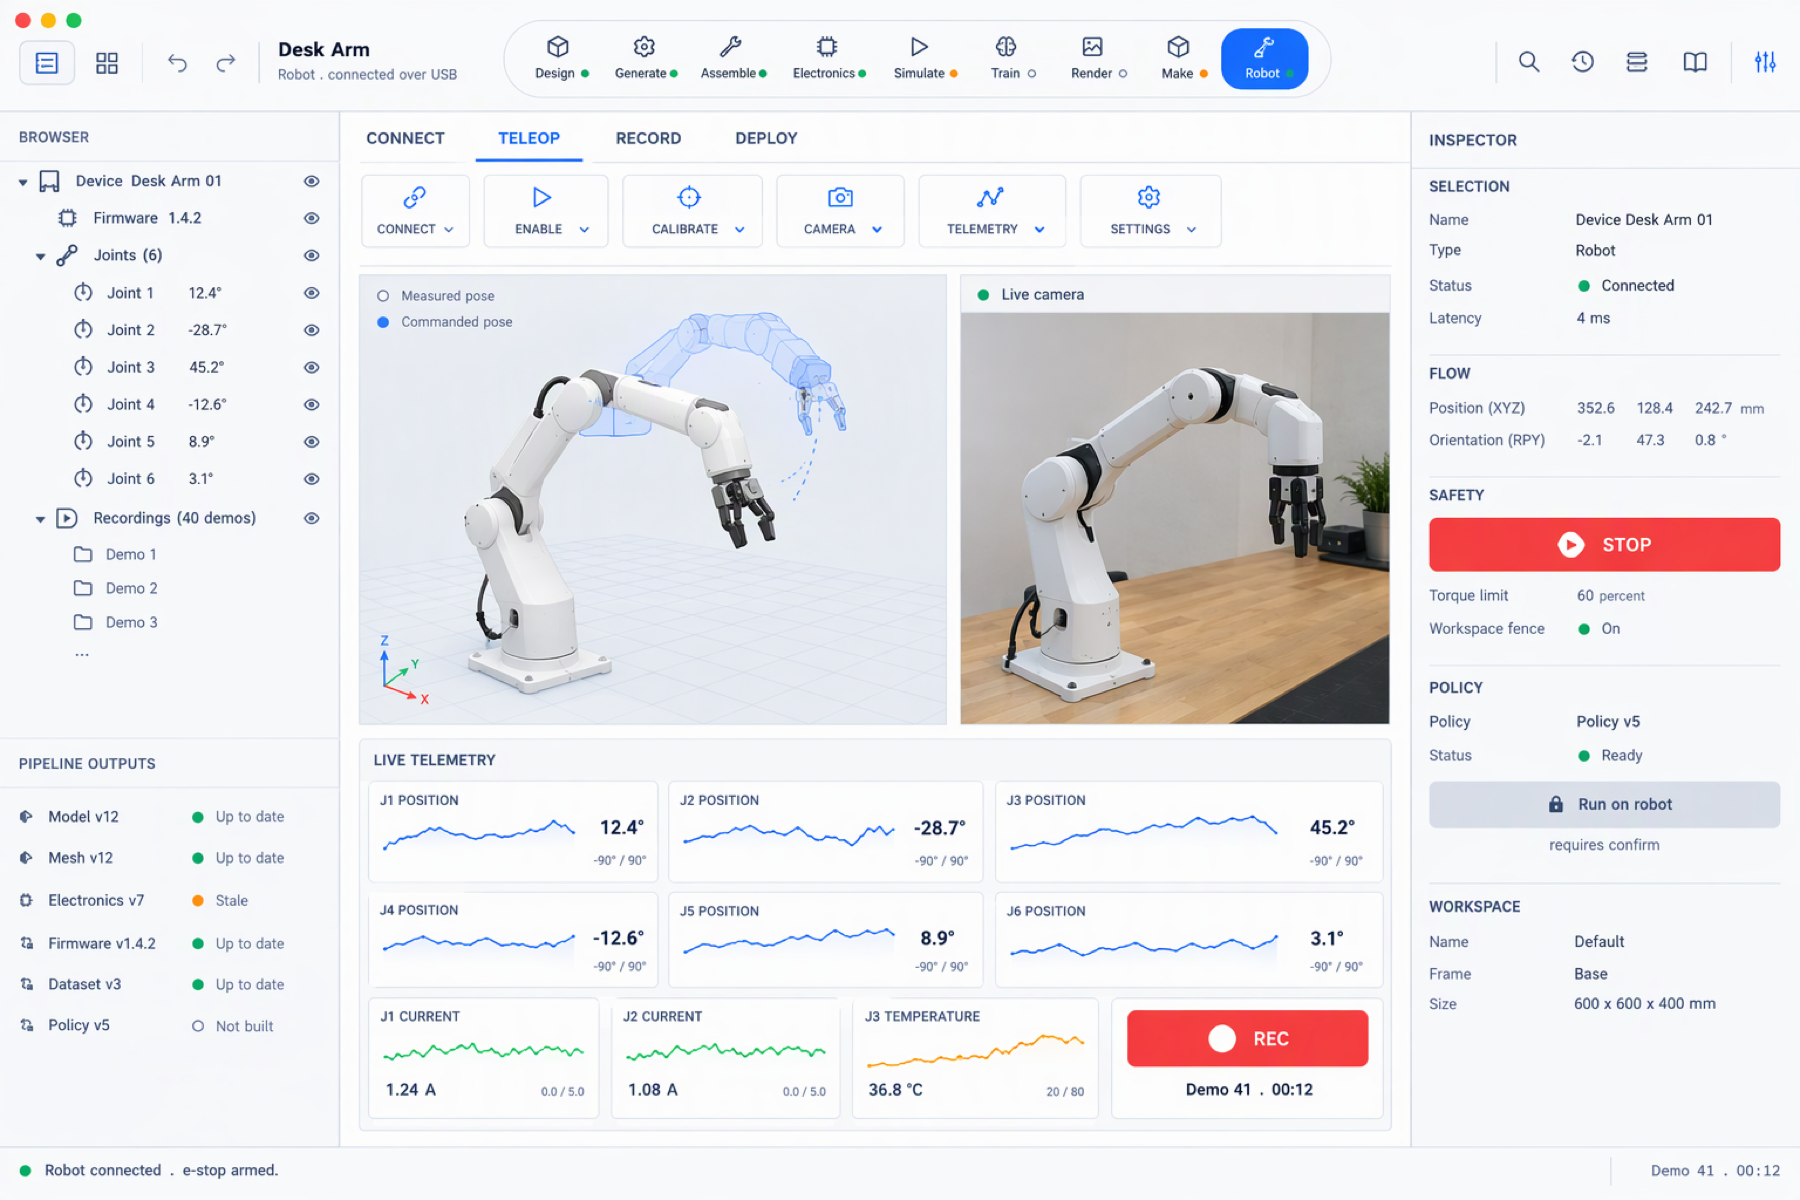 Desk Arm
Robot . connected over USB
Design
Generate
Assemble
Electronics
Simulate
Train
Render
Make
Robot
BROWSER
Device Desk Arm 01
Firmware 1.4.2
Joints (6)
Joint 1 12.4°
Joint 2 -28.7°
Joint 3 45.2°
Joint 4 -12.6°
Joint 5 8.9°
Joint 6 3.1°
Recordings (40 demos)
Demo 1
Demo 2
Demo 3
...
PIPELINE OUTPUTS
Model v12 Up to date
Mesh v12 Up to date
Electronics v7 Stale
Firmware v1.4.2 Up to date
Dataset v3 Up to date
Policy v5 Not built
CONNECT
TELEOP
RECORD
DEPLOY
CONNECT
ENABLE
CALIBRATE
CAMERA
TELEMETRY
SETTINGS
Measured pose
Commanded pose
Z
Y
X
Live camera
LIVE TELEMETRY
J1 POSITION
12.4°
-90° / 90°
J2 POSITION
-28.7°
-90° / 90°
J3 POSITION
45.2°
-90° / 90°
J4 POSITION
-12.6°
-90° / 90°
J5 POSITION
8.9°
-90° / 90°
J6 POSITION
3.1°
-90° / 90°
J1 CURRENT
1.24 A 0.0 / 5.0
J2 CURRENT
1.08 A 0.0 / 5.0
J3 TEMPERATURE
36.8 °C 20 / 80
REC
Demo 41 . 00:12
INSPECTOR
SELECTION
Name Device Desk Arm 01
Type Robot
Status Connected
Latency 4 ms
FLOW
Position (XYZ) 352.6 128.4 242.7 mm
Orientation (RPY) -2.1 47.3 0.8 °
SAFETY
STOP
Torque limit 60 percent
Workspace fence On
POLICY
Policy Policy v5
Status Ready
Run on robot
requires confirm
WORKSPACE
Name Default
Frame Base
Size 600 x 600 x 400 mm
Robot connected . e-stop armed.
Demo 41 . 00:12